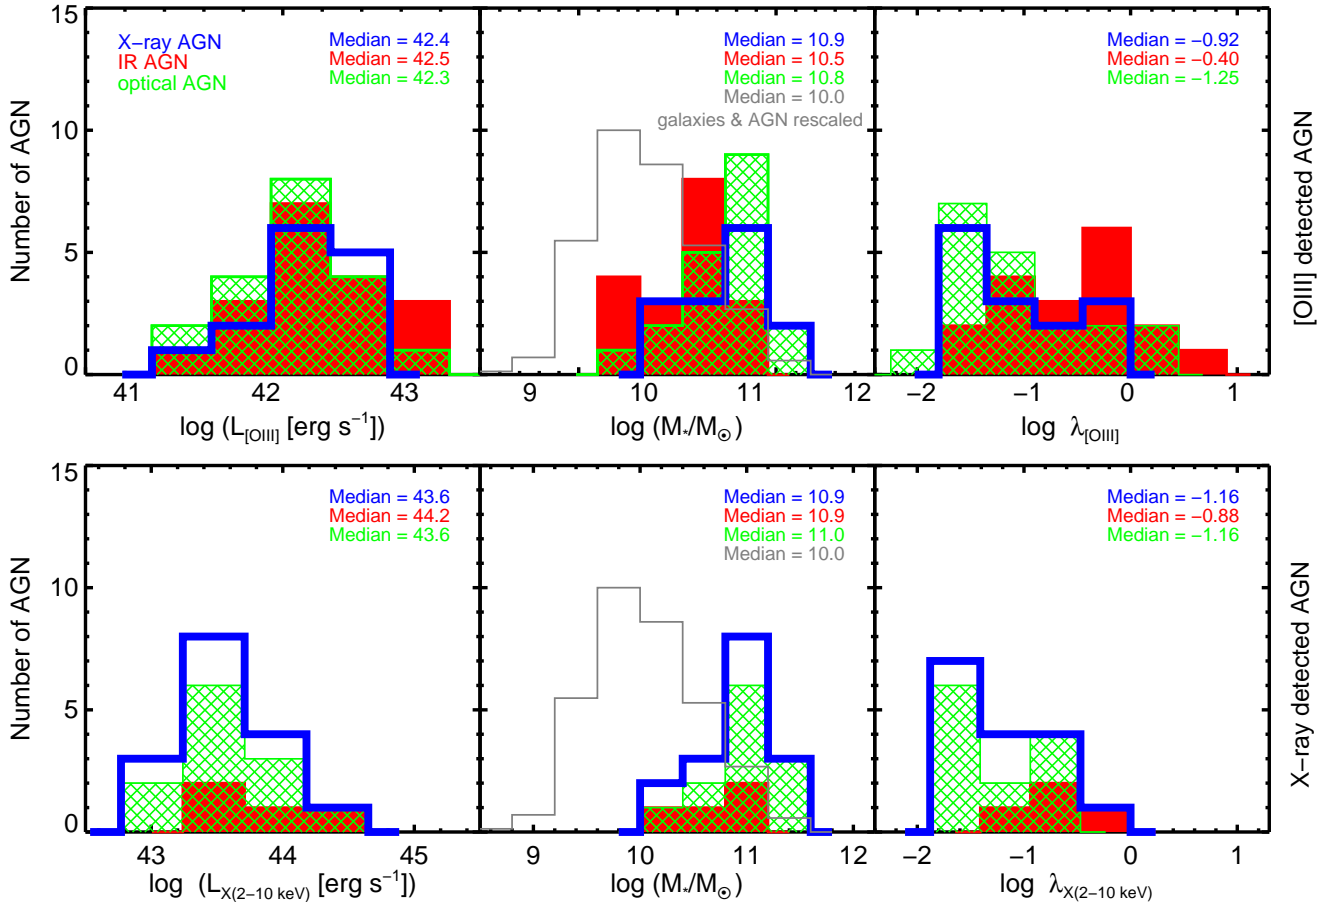 15
10
5
0
Number of AGN
X−ray AGN
IR AGN
optical AGN
Median = 42.4
Median = 42.5
Median = 42.3
41
42
43
log (L[OIII] [erg s−1])
Median = 10.9
Median = 10.5
Median = 10.8
Median = 10.0
galaxies & AGN rescaled
9
10
11
12
log (M*/M☉)
Median = −0.92
Median = −0.40
Median = −1.25
−2
−1
0
1
log λ[OIII]
[OIII] detected AGN
15
10
5
0
Number of AGN
Median = 43.6
Median = 44.2
Median = 43.6
43
44
45
log (LX(2−10 keV) [erg s−1])
Median = 10.9
Median = 10.9
Median = 11.0
Median = 10.0
9
10
11
12
log (M*/M☉)
Median = −1.16
Median = −0.88
Median = −1.16
−2
−1
0
1
log λX(2−10 keV)
X−ray detected AGN